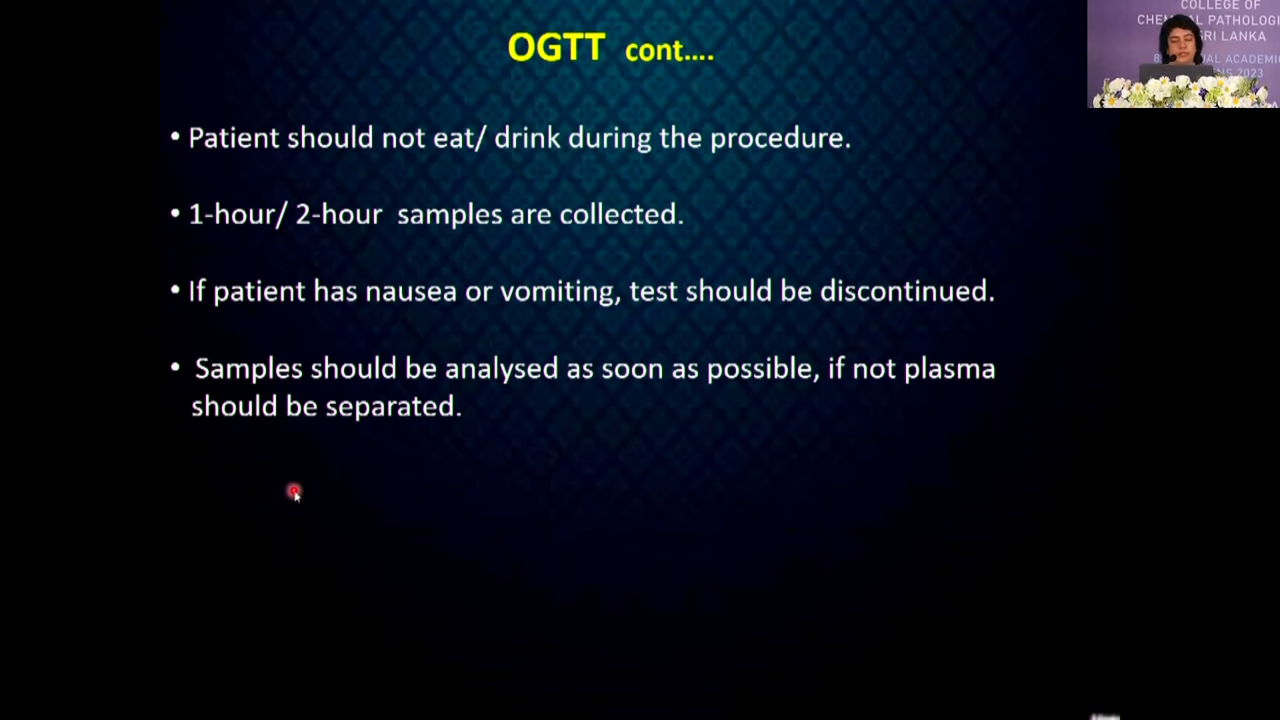 OGTT cont....
• Patient should not eat/ drink during the procedure.
• 1-hour/ 2-hour samples are collected.
• If patient has nausea or vomiting, test should be discontinued.
• Samples should be analysed as soon as possible, if not plasma
should be separated.
COLLEGE OF
SRI LANKA
2023